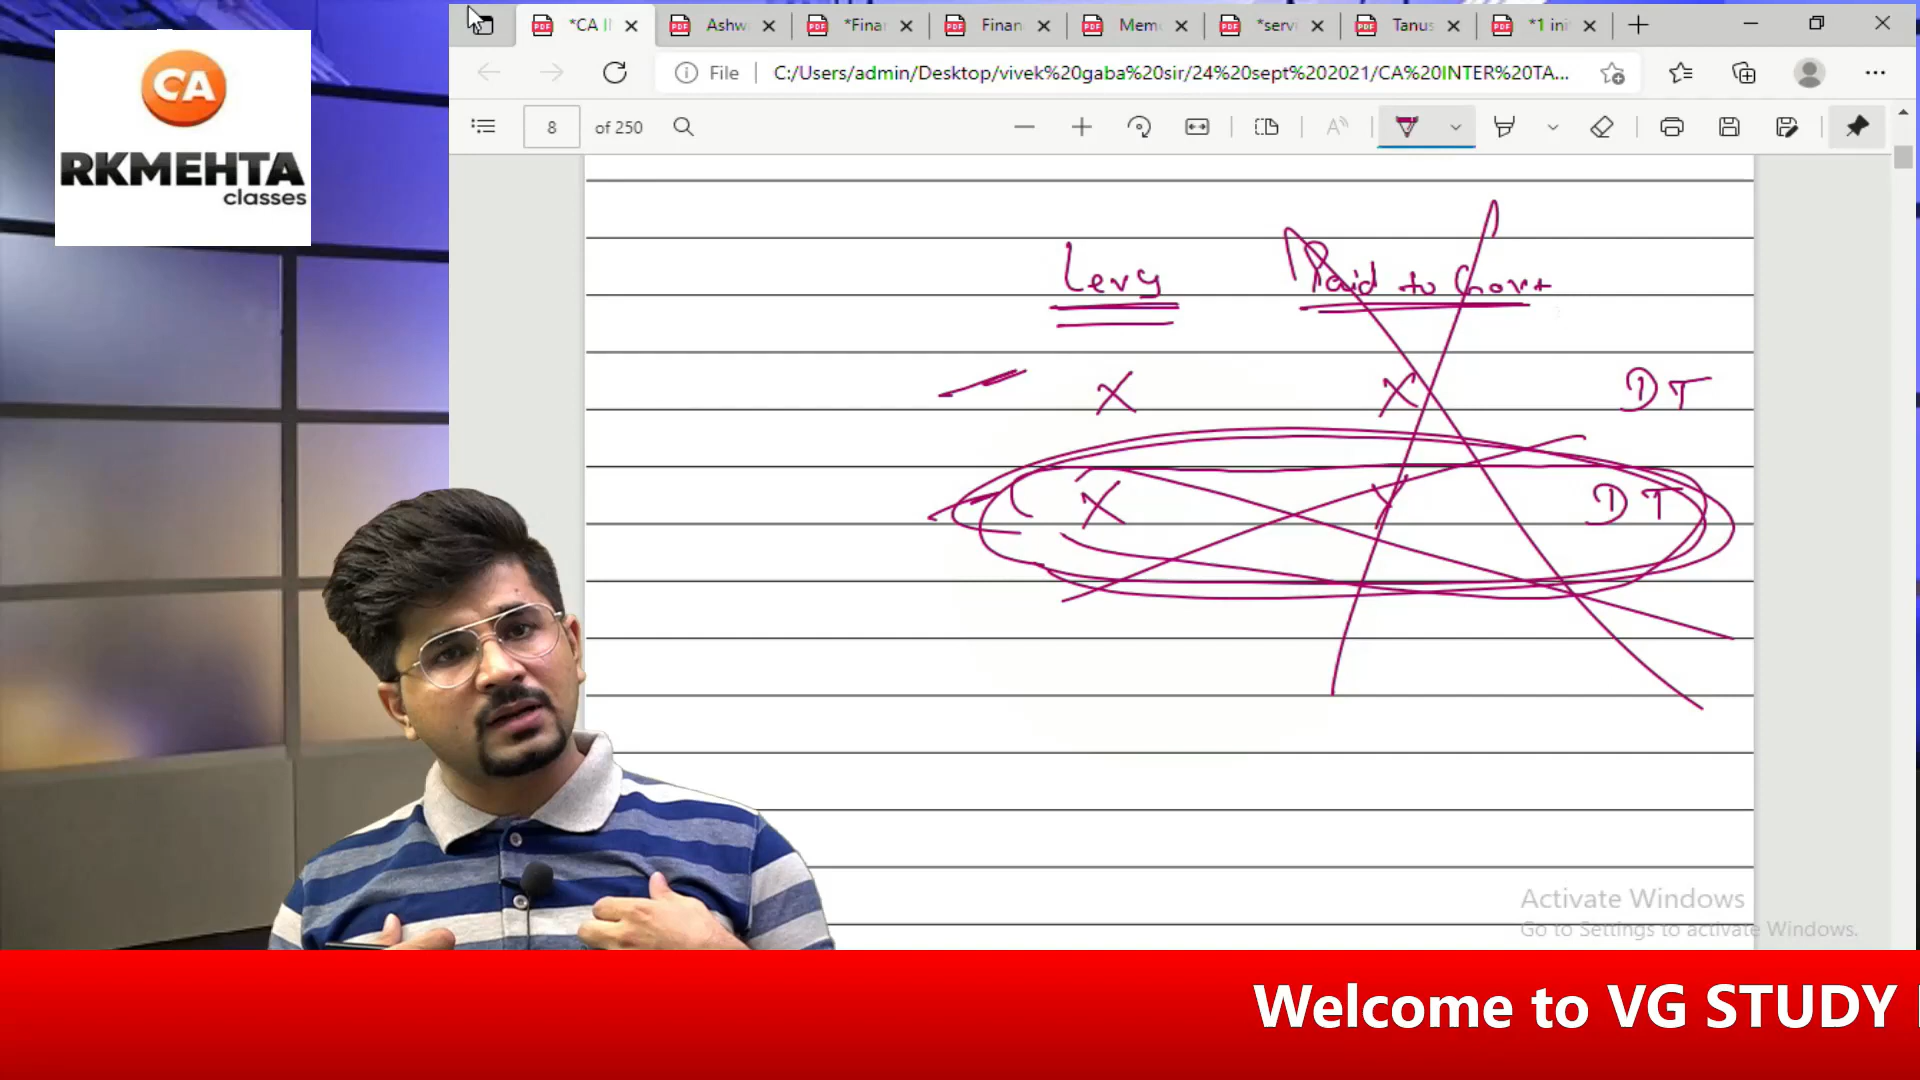 CA
RKMEHTA
classes
*CA I
Ashw
*Finar
Finan
Mem
*serv
Tanus
*1 ini
File
C:/Users/admin/Desktop/vivek%20gaba%20sir/24%20sept%202021/CA%20INTER%20TA...
8
of 250
Levy
Paid to Govt
X
X
DT
X
Y
DT
Activate Windows
Go to Settings to activate Windows.
Welcome to VG STUDY